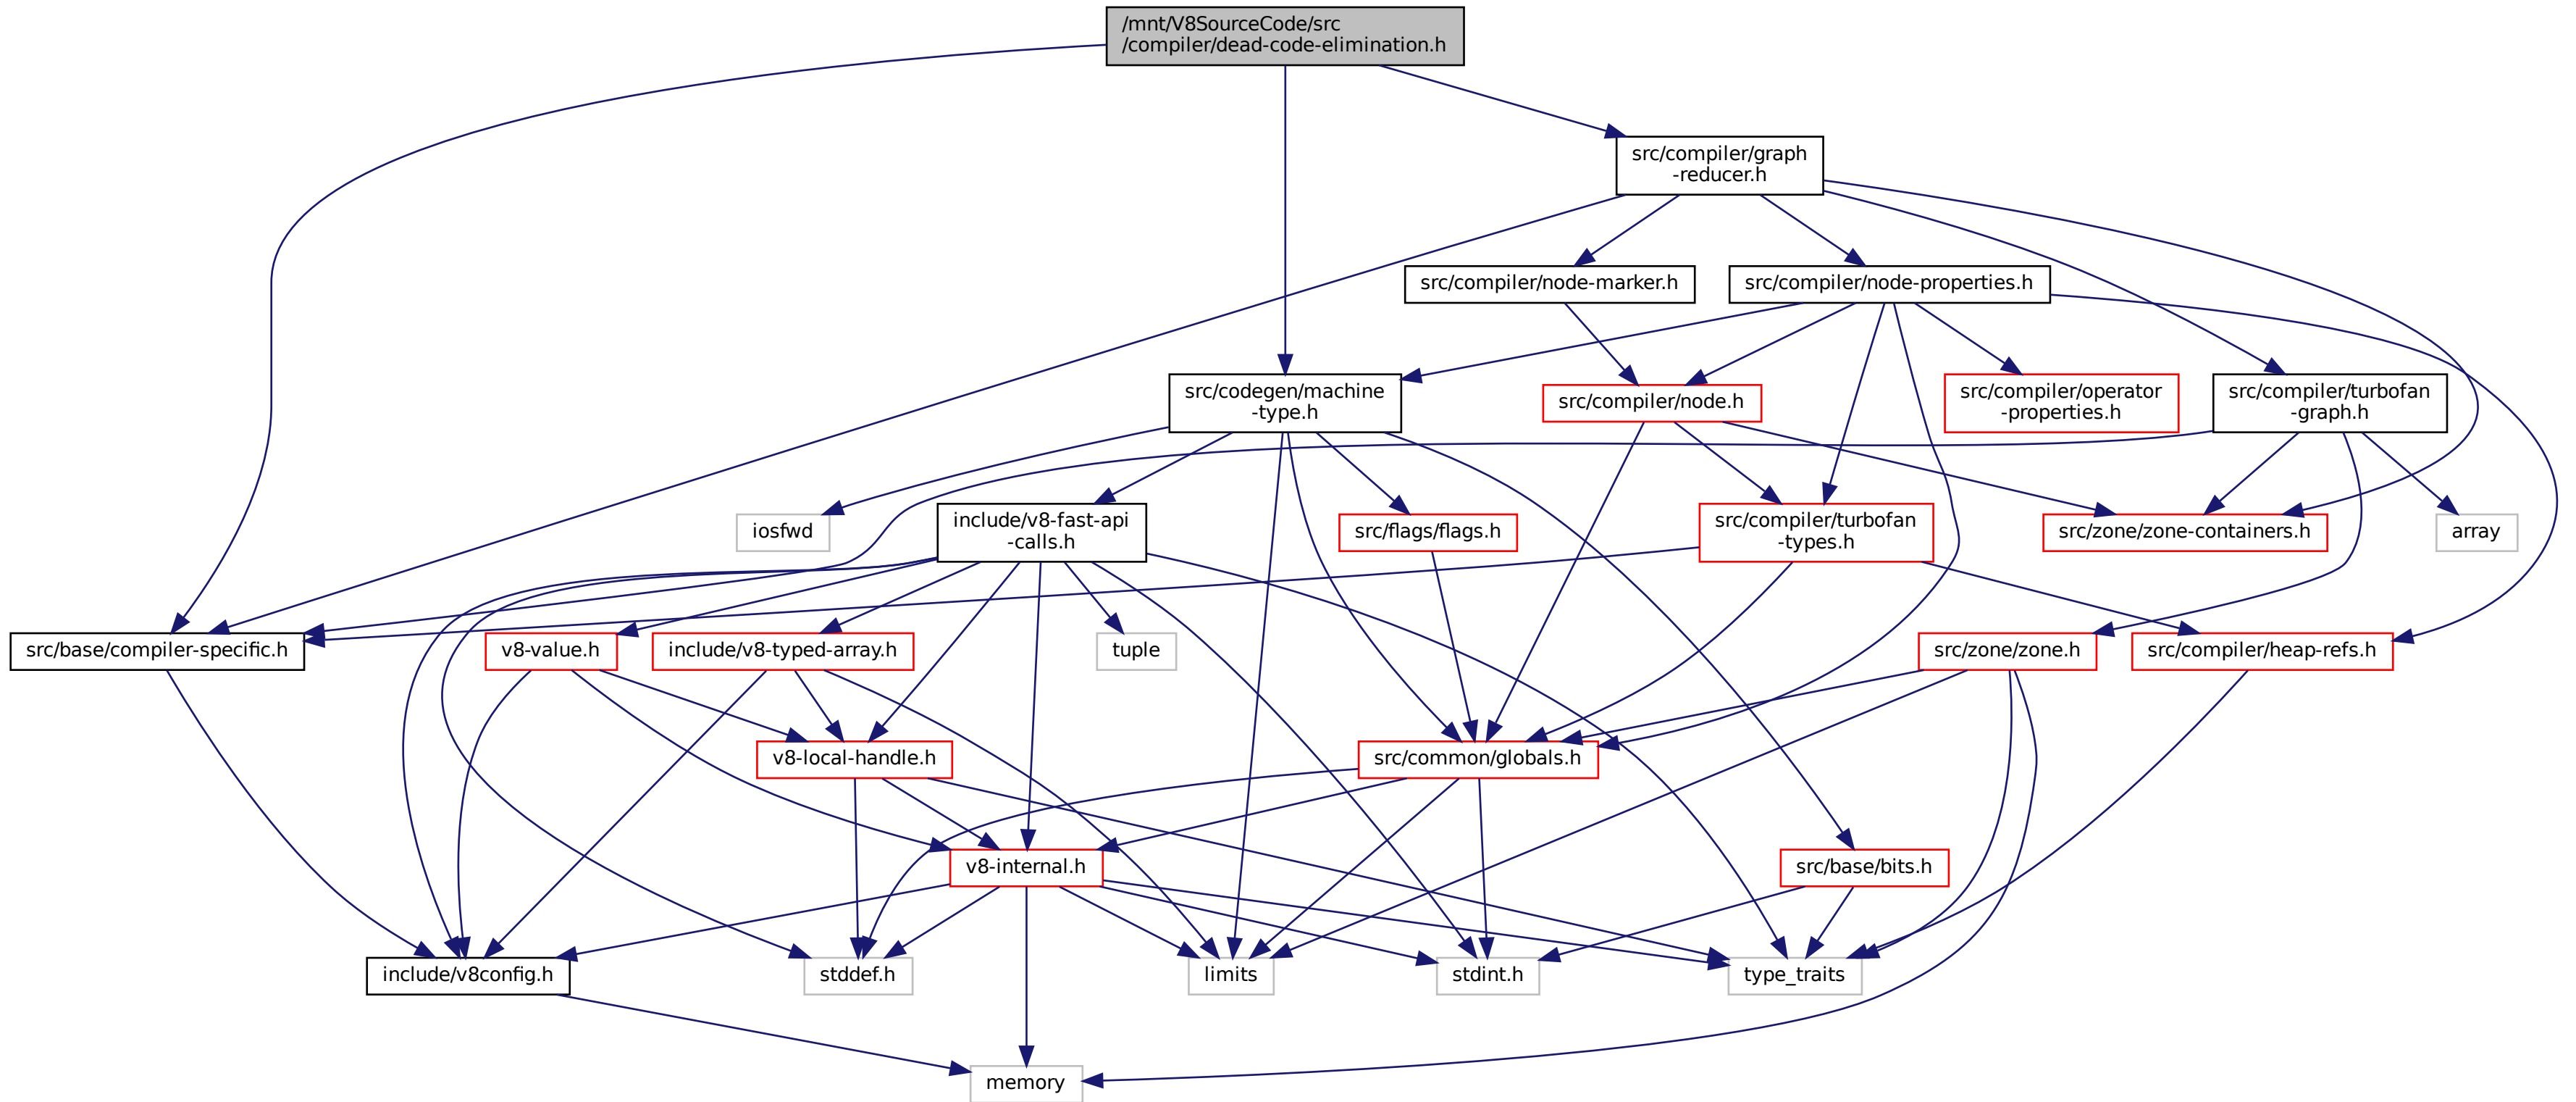 /mnt/V8SourceCode/src
/compiler/dead-code-elimination.h
src/compiler/graph
-reducer.h
src/compiler/node-marker.h
src/compiler/node-properties.h
src/codegen/machine
-type.h
src/compiler/node.h
src/compiler/operator
-properties.h
src/compiler/turbofan
-graph.h
iosfwd
include/v8-fast-api
-calls.h
src/flags/flags.h
src/compiler/turbofan
-types.h
src/zone/zone-containers.h
array
src/base/compiler-specific.h
v8-value.h
include/v8-typed-array.h
tuple
src/zone/zone.h
src/compiler/heap-refs.h
v8-local-handle.h
src/common/globals.h
v8-internal.h
src/base/bits.h
include/v8config.h
stddef.h
limits
stdint.h
type_traits
memory